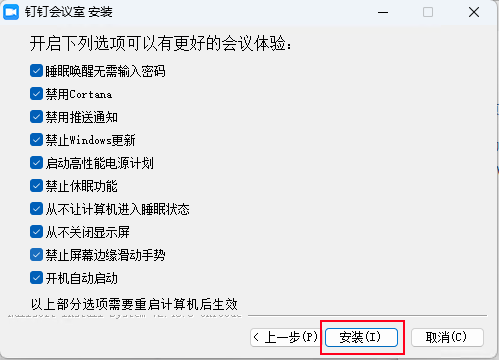 钉钉会议室 安装
开启下列选项可以有更好的会议体验：
睡眠唤醒无需输入密码
禁用Cortana
禁用推送通知
禁止Windows更新
启动高性能电源计划
禁止休眠功能
从不让计算机进入睡眠状态
从不关闭显示屏
禁止屏幕边缘滑动手势
开机自动启动
以上部分选项需要重启计算机后生效
< 上一步(P) 安装(I) 取消(C)